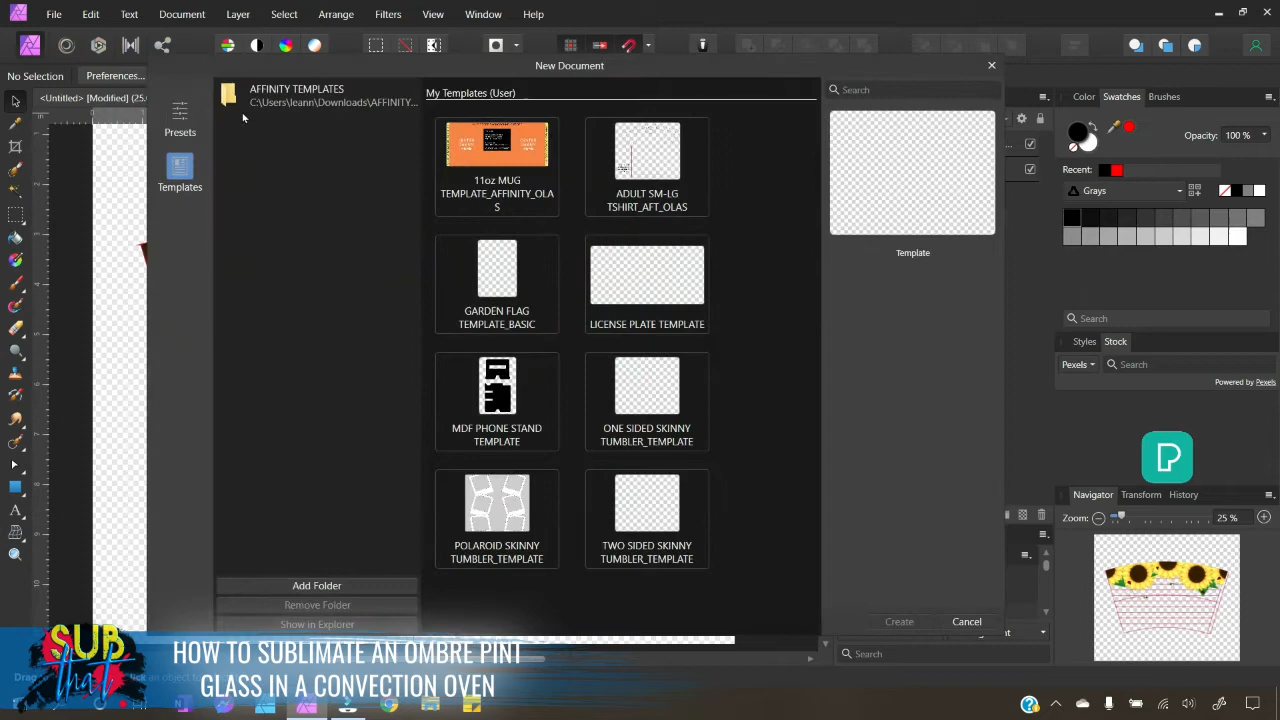 File Edit Text Document Layer Select Arrange Filters View Window Help
No Selection Preferences...
<Untitled> [Modified] (25.0
New Document
Presets
Templates
AFFINITY TEMPLATES
C:\Users\leann\Downloads\AFFINITY...
Add Folder
Remove Folder
Show in Explorer
My Templates (User)
11oz MUG
TEMPLATE_AFFINITY_OLA
S
ADULT SM-LG
TSHIRT_AFT_OLAS
GARDEN FLAG
TEMPLATE_BASIC
LICENSE PLATE TEMPLATE
MDF PHONE STAND
TEMPLATE
ONE SIDED SKINNY
TUMBLER_TEMPLATE
POLAROID SKINNY
TUMBLER_TEMPLATE
TWO SIDED SKINNY
TUMBLER_TEMPLATE
Search
Template
Create Cancel
Color Swatches Brushes
Opacity: 100 %
Recent:
Grays
Search
Styles Stock
Pexels Search
Powered by Pexels
Navigator Transform History
Zoom: 25 %
Search
SUB
that
HOW TO SUBLIMATE AN OMBRE PINT
GLASS IN A CONVECTION OVEN